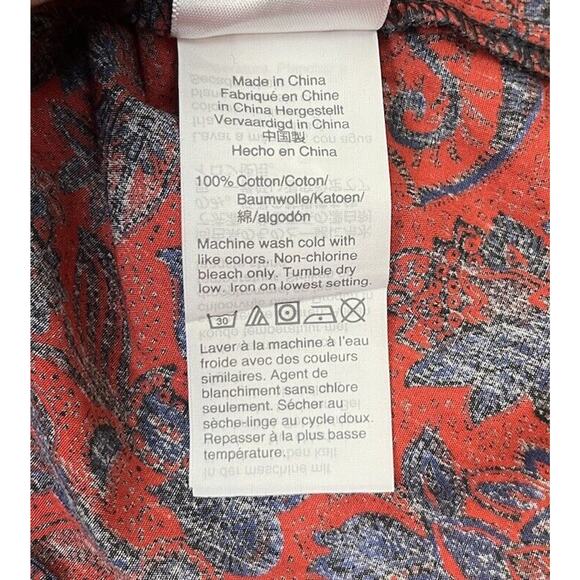 Made in China
Fabriqué en Chine
in China Hergestellt
Vervaardigd in China
中国製
Hecho en China
100% Cotton/Coton/
Baumwolle/Katoen/
綿/algodón
Machine wash cold with
like colors. Non-chlorine
bleach only. Tumble dry
low. Iron on lowest setting.
30
Laver à la machine à l'eau
froide avec des couleurs
similaires. Agent de
blanchiment sans chlore
seulement. Sécher au
sèche-linge au cycle doux.
Repasser à la plus basse
température.